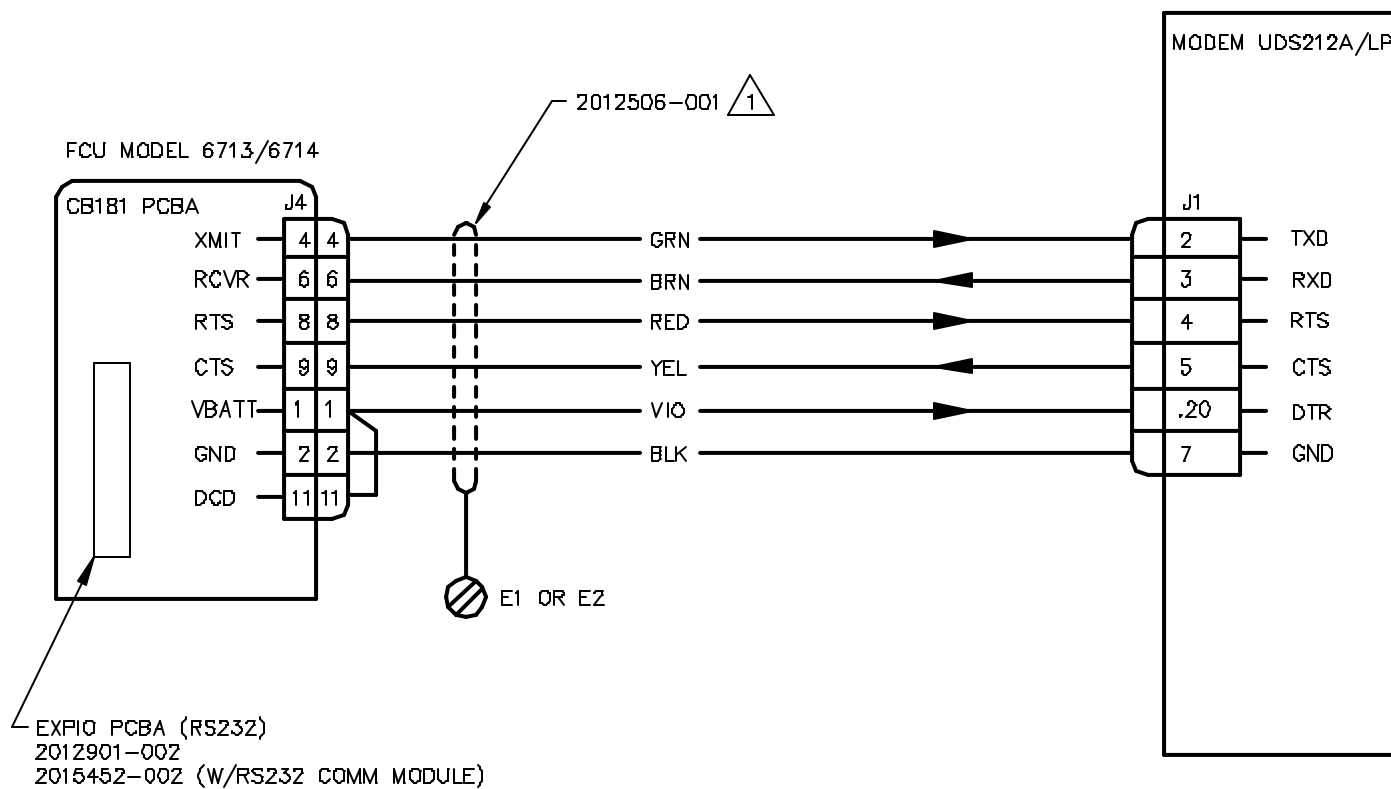 MODEM UDS212A/LP
2012506-001 1
FCU MODEL 6713/6714
CB181 PCBA J4
J1
XMIT 4 4 GRN 2 TXD
RCVR 6 6 BRN 3 RXD
RTS 8 8 RED 4 RTS
CTS 9 9 YEL 5 CTS
VBATT 1 1 VIO .20 DTR
GND 2 2 BLK 7 GND
DCD 11 11
E1 OR E2
EXPIO PCBA (RS232)
2012901-002
2015452-002 (W/RS232 COMM MODULE)